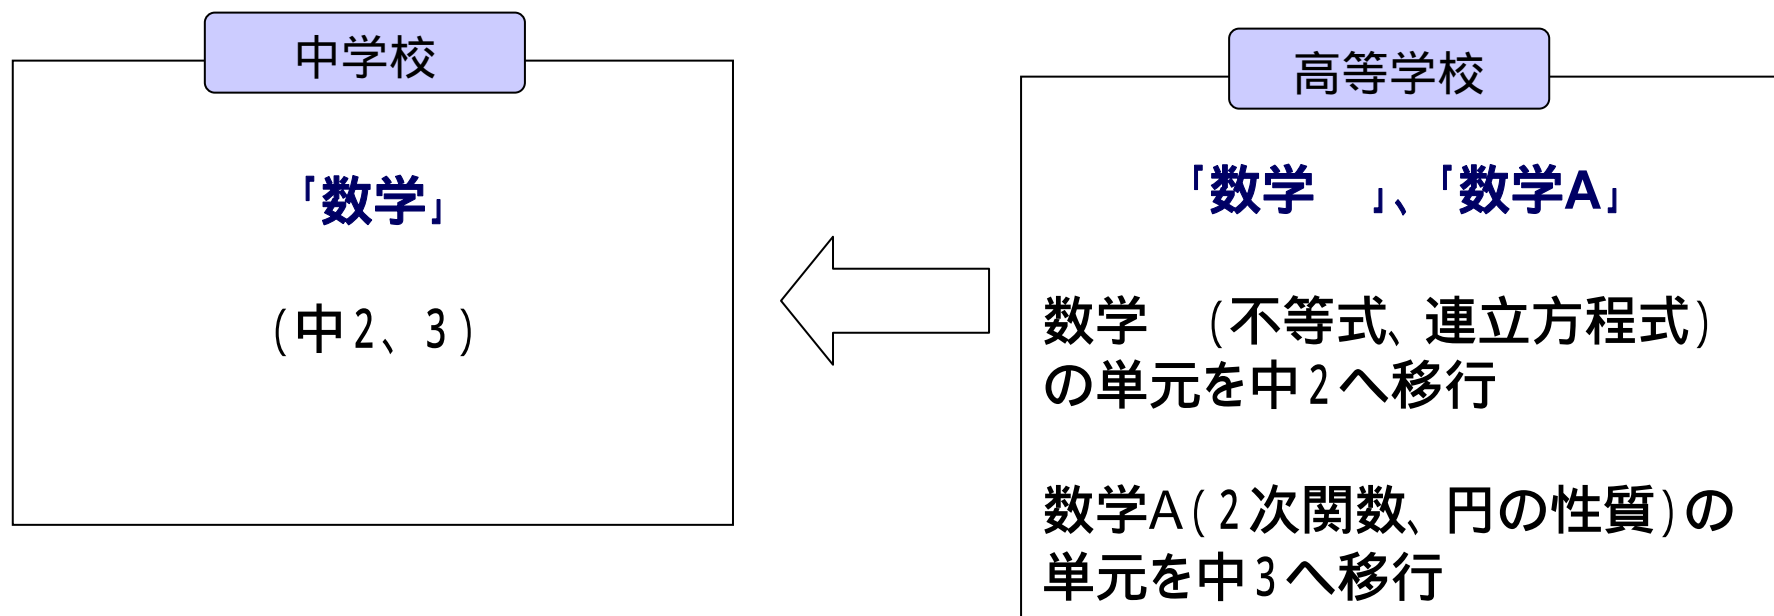 中学校
「数学」
(中2、3)
高等学校
「数学　」、「数学A」
数学　(不等式、連立方程式)
の単元を中2へ移行
数学A(2次関数、円の性質)の
単元を中3へ移行